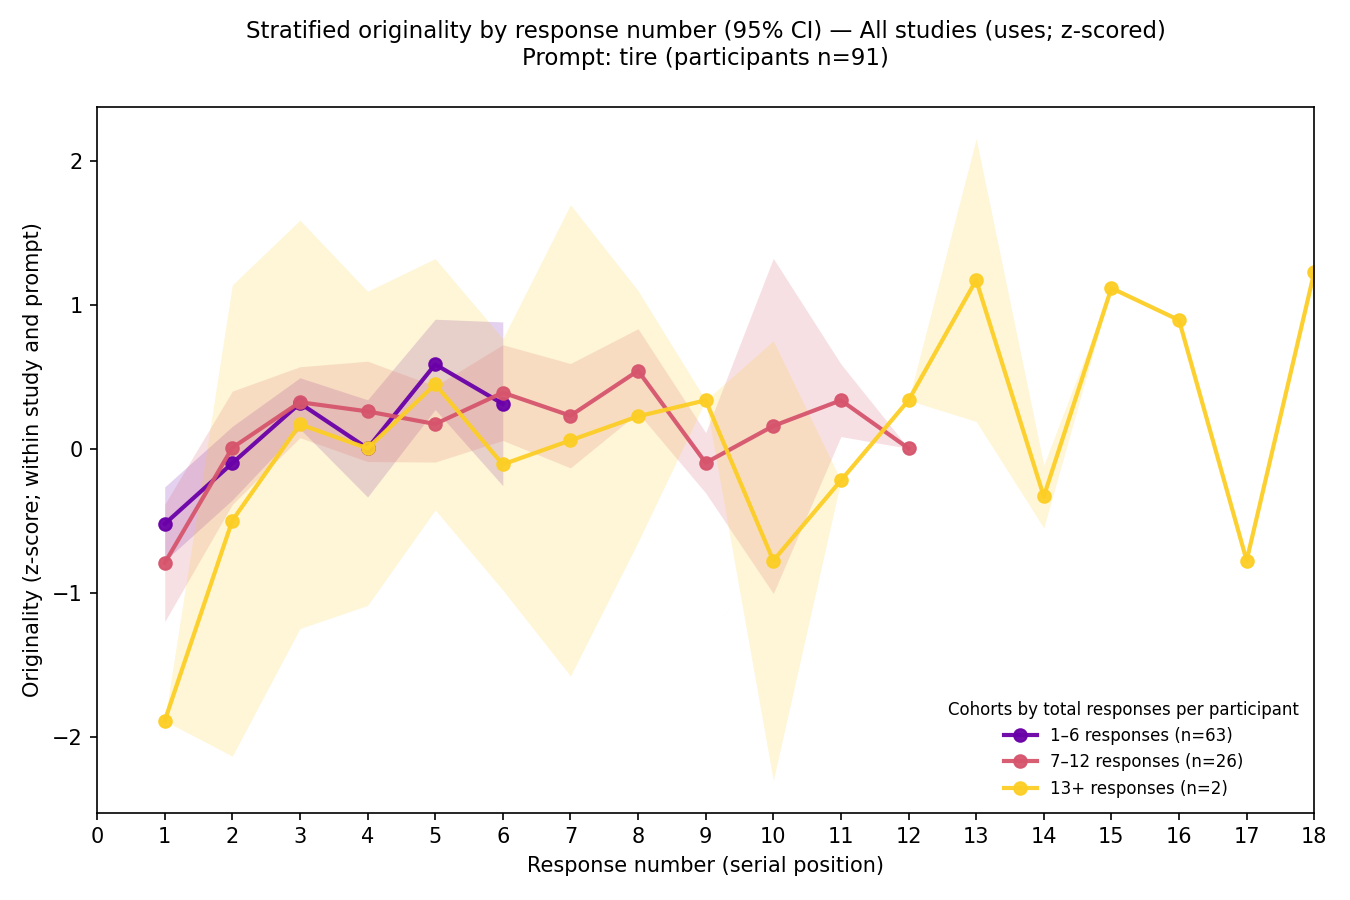 Stratified originality by response number (95% CI) — All studies (uses; z-scored)
Prompt: tire (participants n=91)
Originality (z-score; within study and prompt)
2
1
0
−1
−2
Cohorts by total responses per participant
1–6 responses (n=63)
7–12 responses (n=26)
13+ responses (n=2)
0 1 2 3 4 5 6 7 8 9 10 11 12 13 14 15 16 17 18
Response number (serial position)